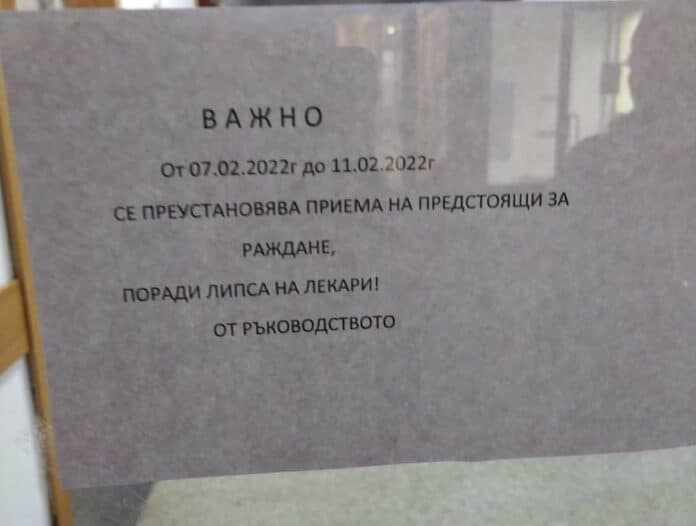 ВАЖНО
От 07.02.2022г до 11.02.2022г
СЕ ПРЕУСТАНОВЯВА ПРИЕМА НА ПРЕДСТОЯЩИ ЗА
РАЖДАНЕ,
ПОРАДИ ЛИПСА НА ЛЕКАРИ!
ОТ РЪКОВОДСТВОТО